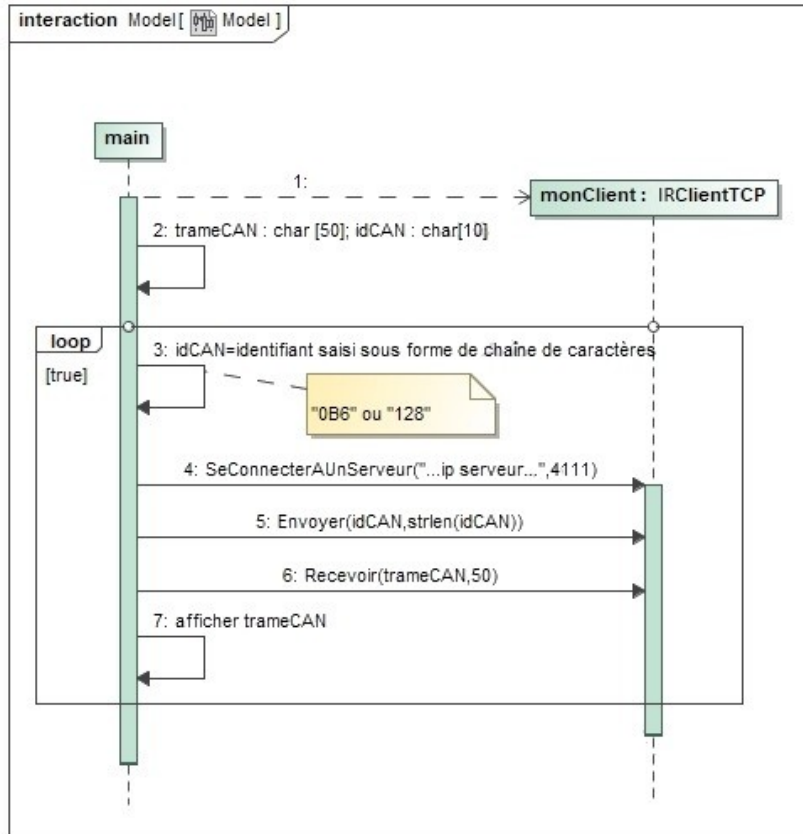 interaction Model[ Model ]
main
1:
monClient : IRClientTCP
2: trameCAN : char [50]; idCAN : char[10]
loop
3: idCAN=identifiant saisi sous forme de chaîne de caractères
[true]
"0B6" ou "128"
4: SeConnecterAUnServeur("...ip serveur...",4111)
5: Envoyer(idCAN,strlen(idCAN))
6: Recevoir(trameCAN,50)
7: afficher trameCAN